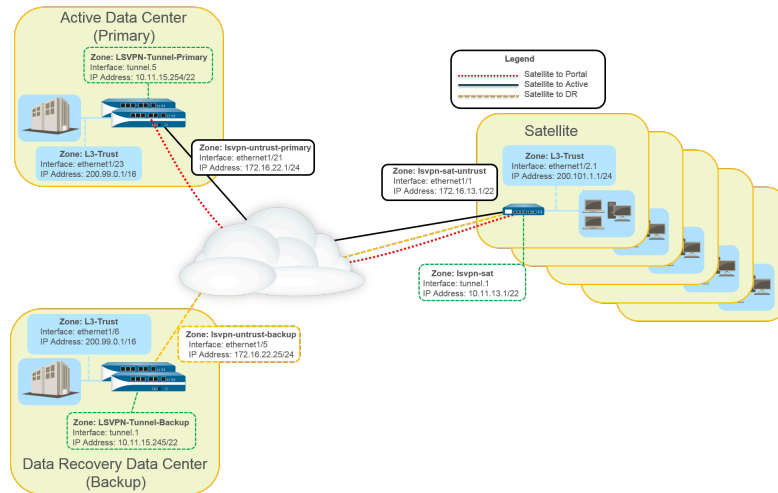 Active Data Center
(Primary)
Zone: LSVPN-Tunnel-Primary
Interface: tunnel.5
IP Address: 10.11.15.254/22
Zone: L3-Trust
Interface: ethernet1/23
IP Address: 200.99.0.1/16
Zone: lsvpn-untrust-primary
Interface: ethernet1/21
IP Address: 172.16.22.1/24
Legend
Satellite to Portal
Satellite to Active
Satellite to DR
Satellite
Zone: L3-Trust
Interface: ethernet1/2.1
IP Address: 200.101.1.1/24
Zone: lsvpn-sat-untrust
Interface: ethernet1/1
IP Address: 172.16.13.1/22
Zone: lsvpn-sat
Interface: tunnel.1
IP Address: 10.11.13.1/22
Zone: L3-Trust
Interface: ethernet1/6
IP Address: 200.99.0.1/16
Zone: lsvpn-untrust-backup
Interface: ethernet1/5
IP Address: 172.16.22.25/24
Zone: LSVPN-Tunnel-Backup
Interface: tunnel.1
IP Address: 10.11.15.245/22
Data Recovery Data Center
(Backup)